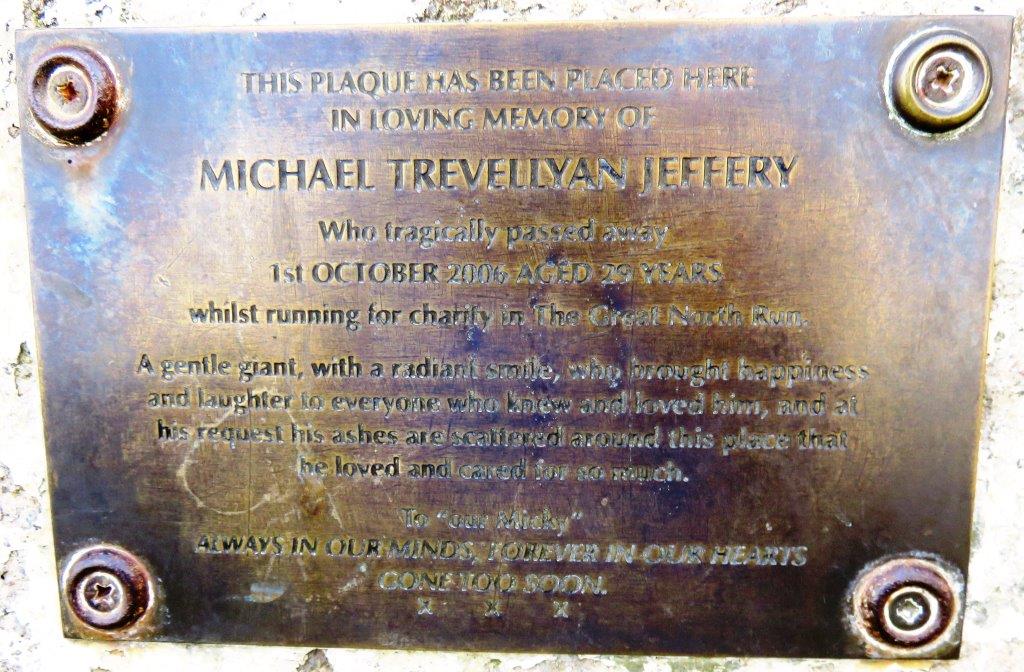 THIS PLAQUE HAS BEEN PLACED HERE
IN LOVING MEMORY OF
MICHAEL TREVELLYAN JEFFERY
Who tragically passed away
1st OCTOBER 2006 AGED 29 YEARS
whilst running for charity in The Great North Run.
A gentle giant, with a radiant smile, who brought happiness
and laughter to everyone who knew and loved him, and at
his request his ashes are scattered around this place that
he loved and cared for so much.
To "our Micky"
ALWAYS IN OUR MINDS, FOREVER IN OUR HEARTS
GONE TOO SOON.
x x x